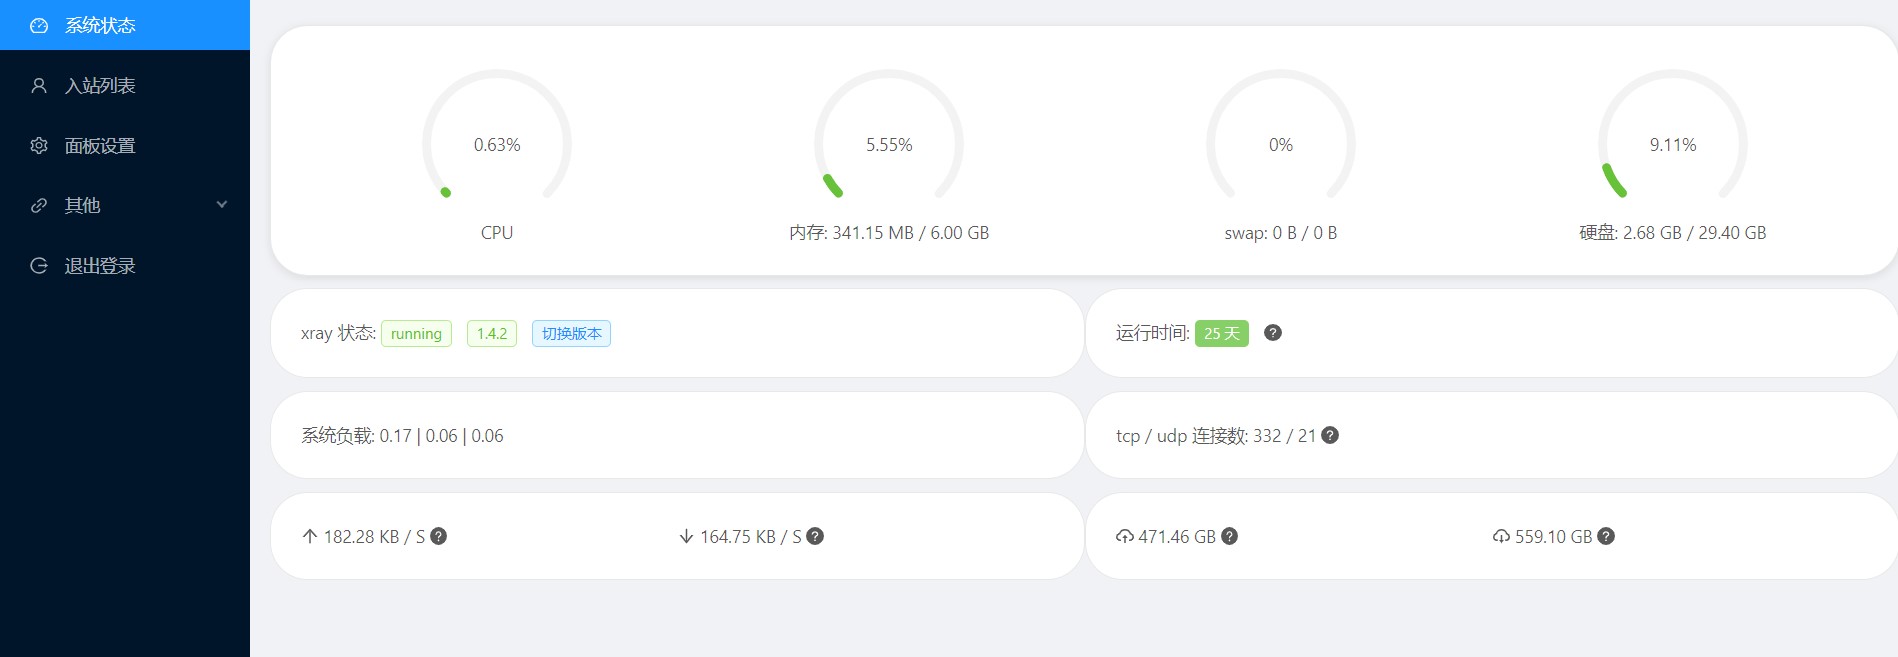 系统状态
入站列表
面板设置
其他
退出登录
0.63%
5.55%
0%
9.11%
CPU
内存: 341.15 MB / 6.00 GB
swap: 0 B / 0 B
硬盘: 2.68 GB / 29.40 GB
xray 状态: running 1.4.2 切换版本
运行时间: 25 天
系统负载: 0.17 | 0.06 | 0.06
tcp / udp 连接数: 332 / 21
182.28 KB / S
164.75 KB / S
471.46 GB
559.10 GB